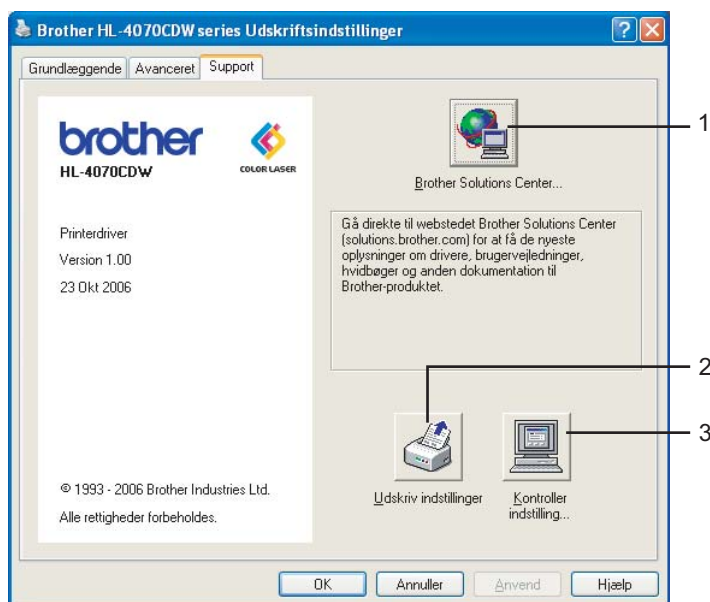 Brother HL-4070CDW series Udskriftsindstillinger
Grundlæggende Avanceret Support
brother
HL-4070CDW
COLOR LASER
Printerdriver
Version 1.00
23 Okt 2006
© 1993 - 2006 Brother Industries Ltd.
Alle rettigheder forbeholdes.
1
Brother Solutions Center...
Gå direkte til webstedet Brother Solutions Center
(solutions.brother.com) for at få de nyeste
oplysninger om drivere, brugervejledninger,
hvidbøger og anden dokumentation til
Brother-produktet.
2
3
Udskriv indstillinger
Kontroller
indstilling...
OK Annuller Anvend Hjælp